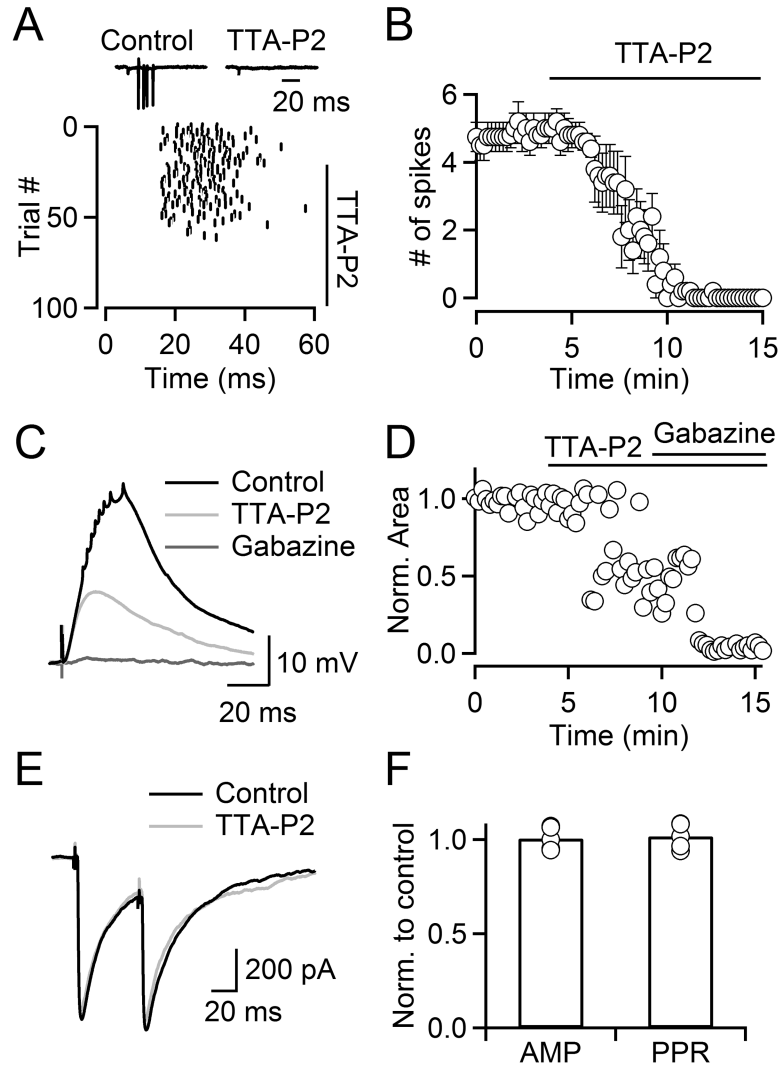 A
Control TTA-P2
20 ms
0
50
100
Trial #
TTA-P2
0 20 40 60
Time (ms)
B
TTA-P2
6
4
2
0
# of spikes
0 5 10 15
Time (min)
C
Control
TTA-P2
Gabazine
10 mV
20 ms
D
Gabazine
TTA-P2
1.0
0.5
0.0
Norm. Area
0 5 10 15
Time (min)
E
Control
TTA-P2
200 pA
20 ms
F
1.0
0.5
0.0
Norm. to control
AMP PPR